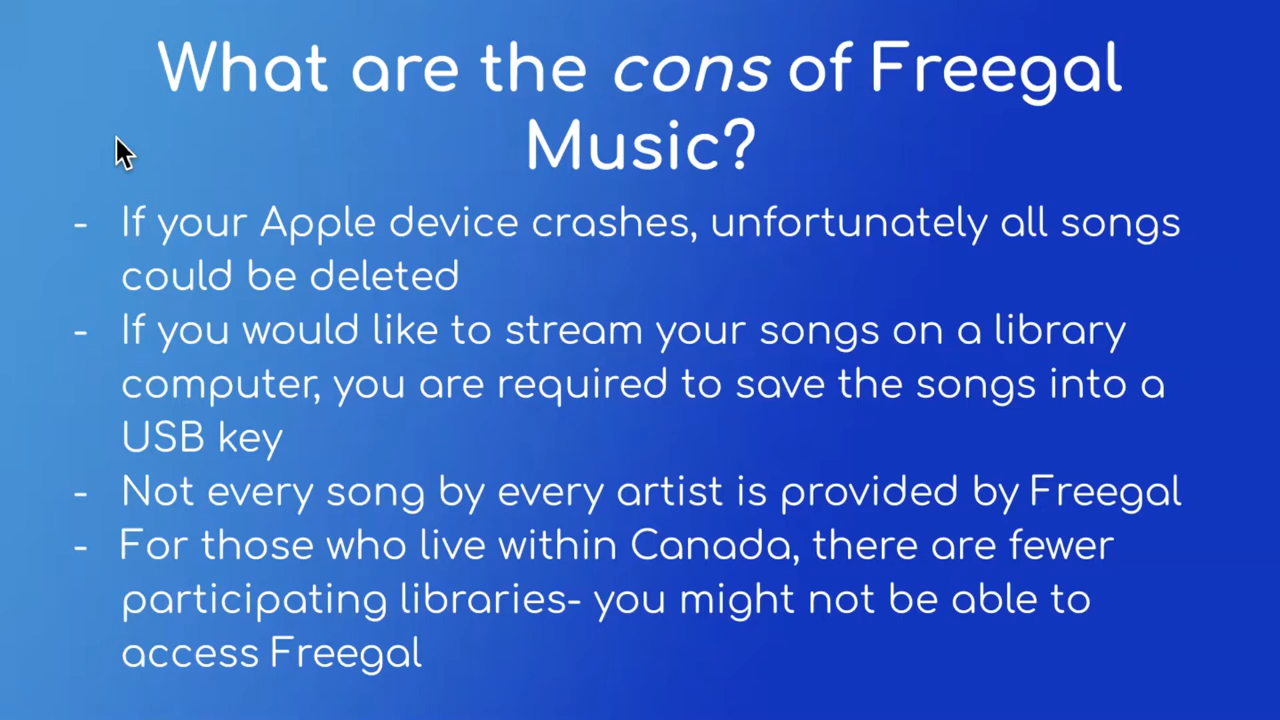 What are the cons of Freegal
Music?
- If your Apple device crashes, unfortunately all songs
could be deleted
- If you would like to stream your songs on a library
computer, you are required to save the songs into a
USB key
- Not every song by every artist is provided by Freegal
- For those who live within Canada, there are fewer
participating libraries- you might not be able to
access Freegal